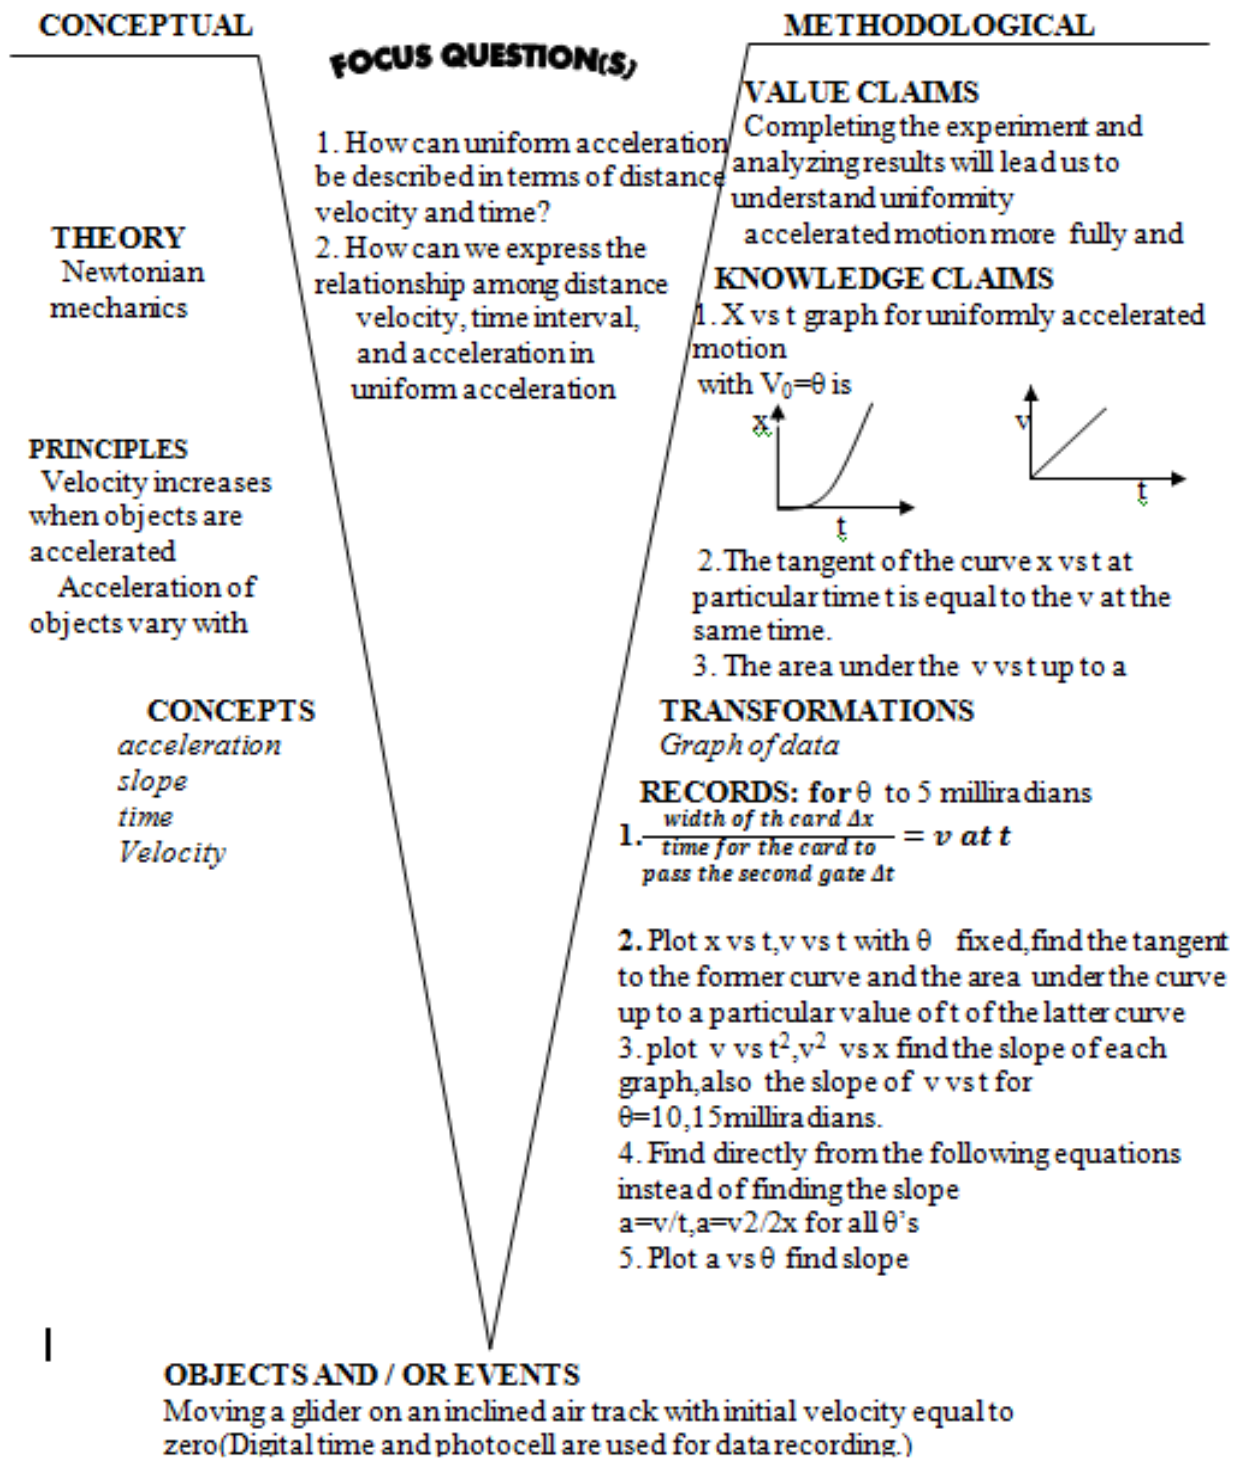 CONCEPTUAL
METHODOLOGICAL
FOCUS QUESTION(S)
1. How can uniform acceleration
be described in terms of distance
velocity and time?
2. How can we express the
relationship among distance
velocity, time interval,
and acceleration in
uniform acceleration
THEORY
Newtonian
mechanics
PRINCIPLES
Velocity increases
when objects are
accelerated
Acceleration of
objects vary with
CONCEPTS
acceleration
slope
time
Velocity
VALUE CLAIMS
Completing the experiment and
analyzing results will lead us to
understand uniformity
accelerated motion more fully and
KNOWLEDGE CLAIMS
1. X vs t graph for uniformly accelerated
motion
with V₀=θ is
x
t
v
t
2.The tangent of the curve x vs t at
particular time t is equal to the v at the
same time.
3. The area under the v vs t up to a
TRANSFORMATIONS
Graph of data
RECORDS: for θ to 5 milliradians
width of th card Δx
1. = v at t
time for the card to
pass the second gate Δt
2. Plot x vs t,v vs t with θ fixed,find the tangent
to the former curve and the area under the curve
up to a particular value of t of the latter curve
3. plot v vs t²,v² vs x find the slope of each
graph,also the slope of v vs t for
θ=10,15milliradians.
4. Find directly from the following equations
instead of finding the slope
a=v/t,a=v2/2x for all θ's
5. Plot a vs θ find slope
OBJECTS AND / OR EVENTS
Moving a glider on an inclined air track with initial velocity equal to
zero(Digital time and photocell are used for data recording.)